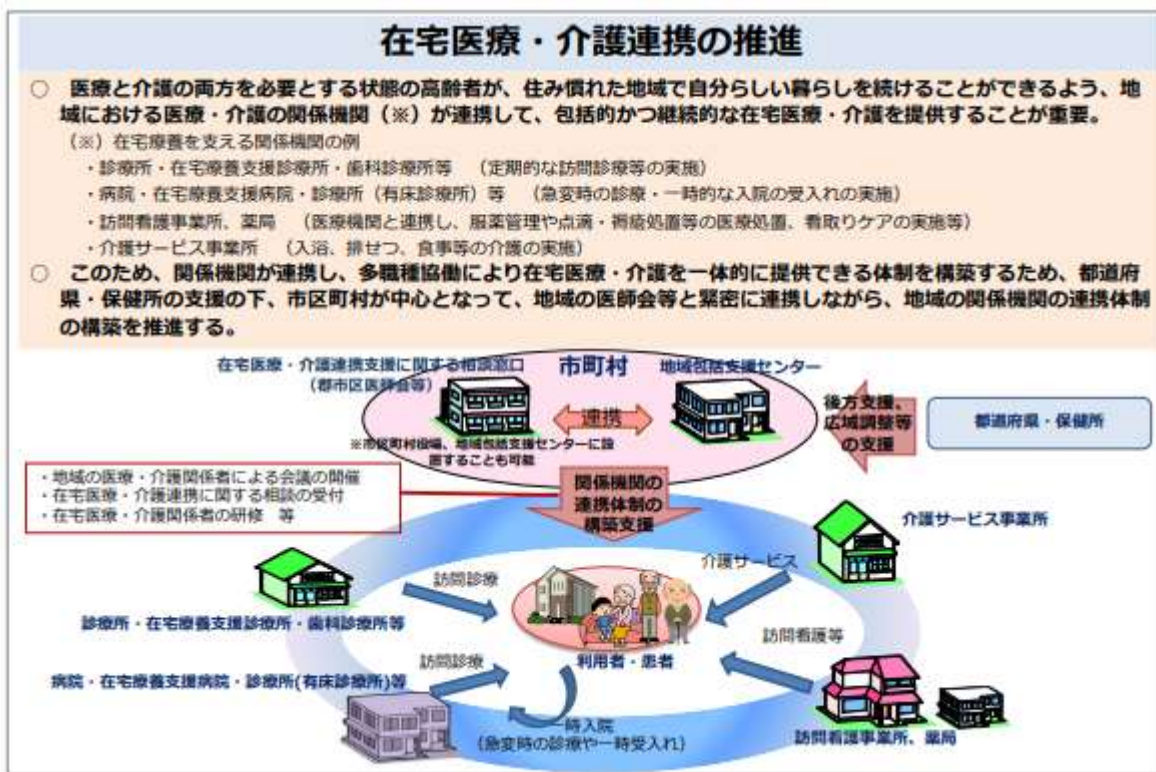 在宅医療・介護連携の推進
○ 医療と介護の両方を必要とする状態の高齢者が、住み慣れた地域で自分らしい暮らしを続けることができるよう、地
域における医療・介護の関係機関(※)が連携して、包括的かつ継続的な在宅医療・介護を提供することが重要。
(※)在宅療養を支える関係機関の例
・診療所・在宅療養支援診療所・歯科診療所等 (定期的な訪問診療等の実施)
・病院・在宅療養支援病院・診療所(有床診療所)等 (急変時の診療・一時的な入院の受入れの実施)
・訪問看護事業所、薬局 (医療機関と連携し、服薬管理や点滴・褥瘡処置等の医療処置、看取りケアの実施等)
・介護サービス事業所 (入浴、排せつ、食事等の介護の実施)
○ このため、関係機関が連携し、多職種協働により在宅医療・介護を一体的に提供できる体制を構築するため、都道府
県・保健所の支援の下、市区町村が中心となって、地域の医師会等と緊密に連携しながら、地域の関係機関の連携体制
の構築を推進する。
在宅医療・介護連携支援に関する相談窓口
(郡市区医師会等)
市町村
地域包括支援センター
連携
※市区町村役場、地域包括支援センターに設
置することも可能
後方支援、
広域調整等
の支援
都道府県・保健所
・地域の医療・介護関係者による会議の開催
・在宅医療・介護連携に関する相談の受付
・在宅医療・介護関係者の研修 等
関係機関の
連携体制の
構築支援
介護サービス事業所
訪問診療
介護サービス
診療所・在宅療養支援診療所・歯科診療所等
訪問看護等
訪問診療
利用者・患者
病院・在宅療養支援病院・診療所(有床診療所)等
一時入院
(急変時の診療や一時受入れ)
訪問看護事業所、薬局